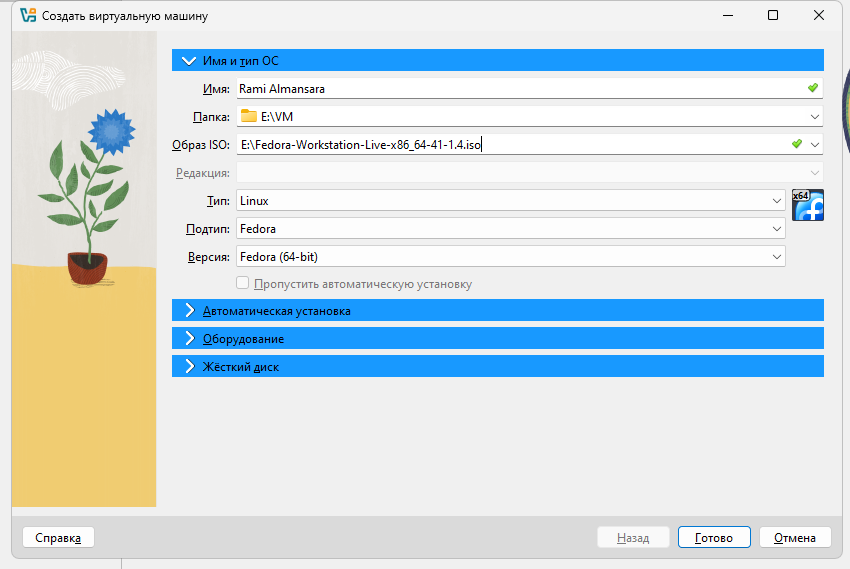 Создать виртуальную машину
Имя и тип ОС
Имя: Rami Almansara
Папка: E:\VM
Образ ISO: E:\Fedora-Workstation-Live-x86_64-41-1.4.iso
Редакция:
Тип: Linux
x64
Подтип: Fedora
Версия: Fedora (64-bit)
Пропустить автоматическую установку
Автоматическая установка
Оборудование
Жёсткий диск
Справка Назад Готово Отмена